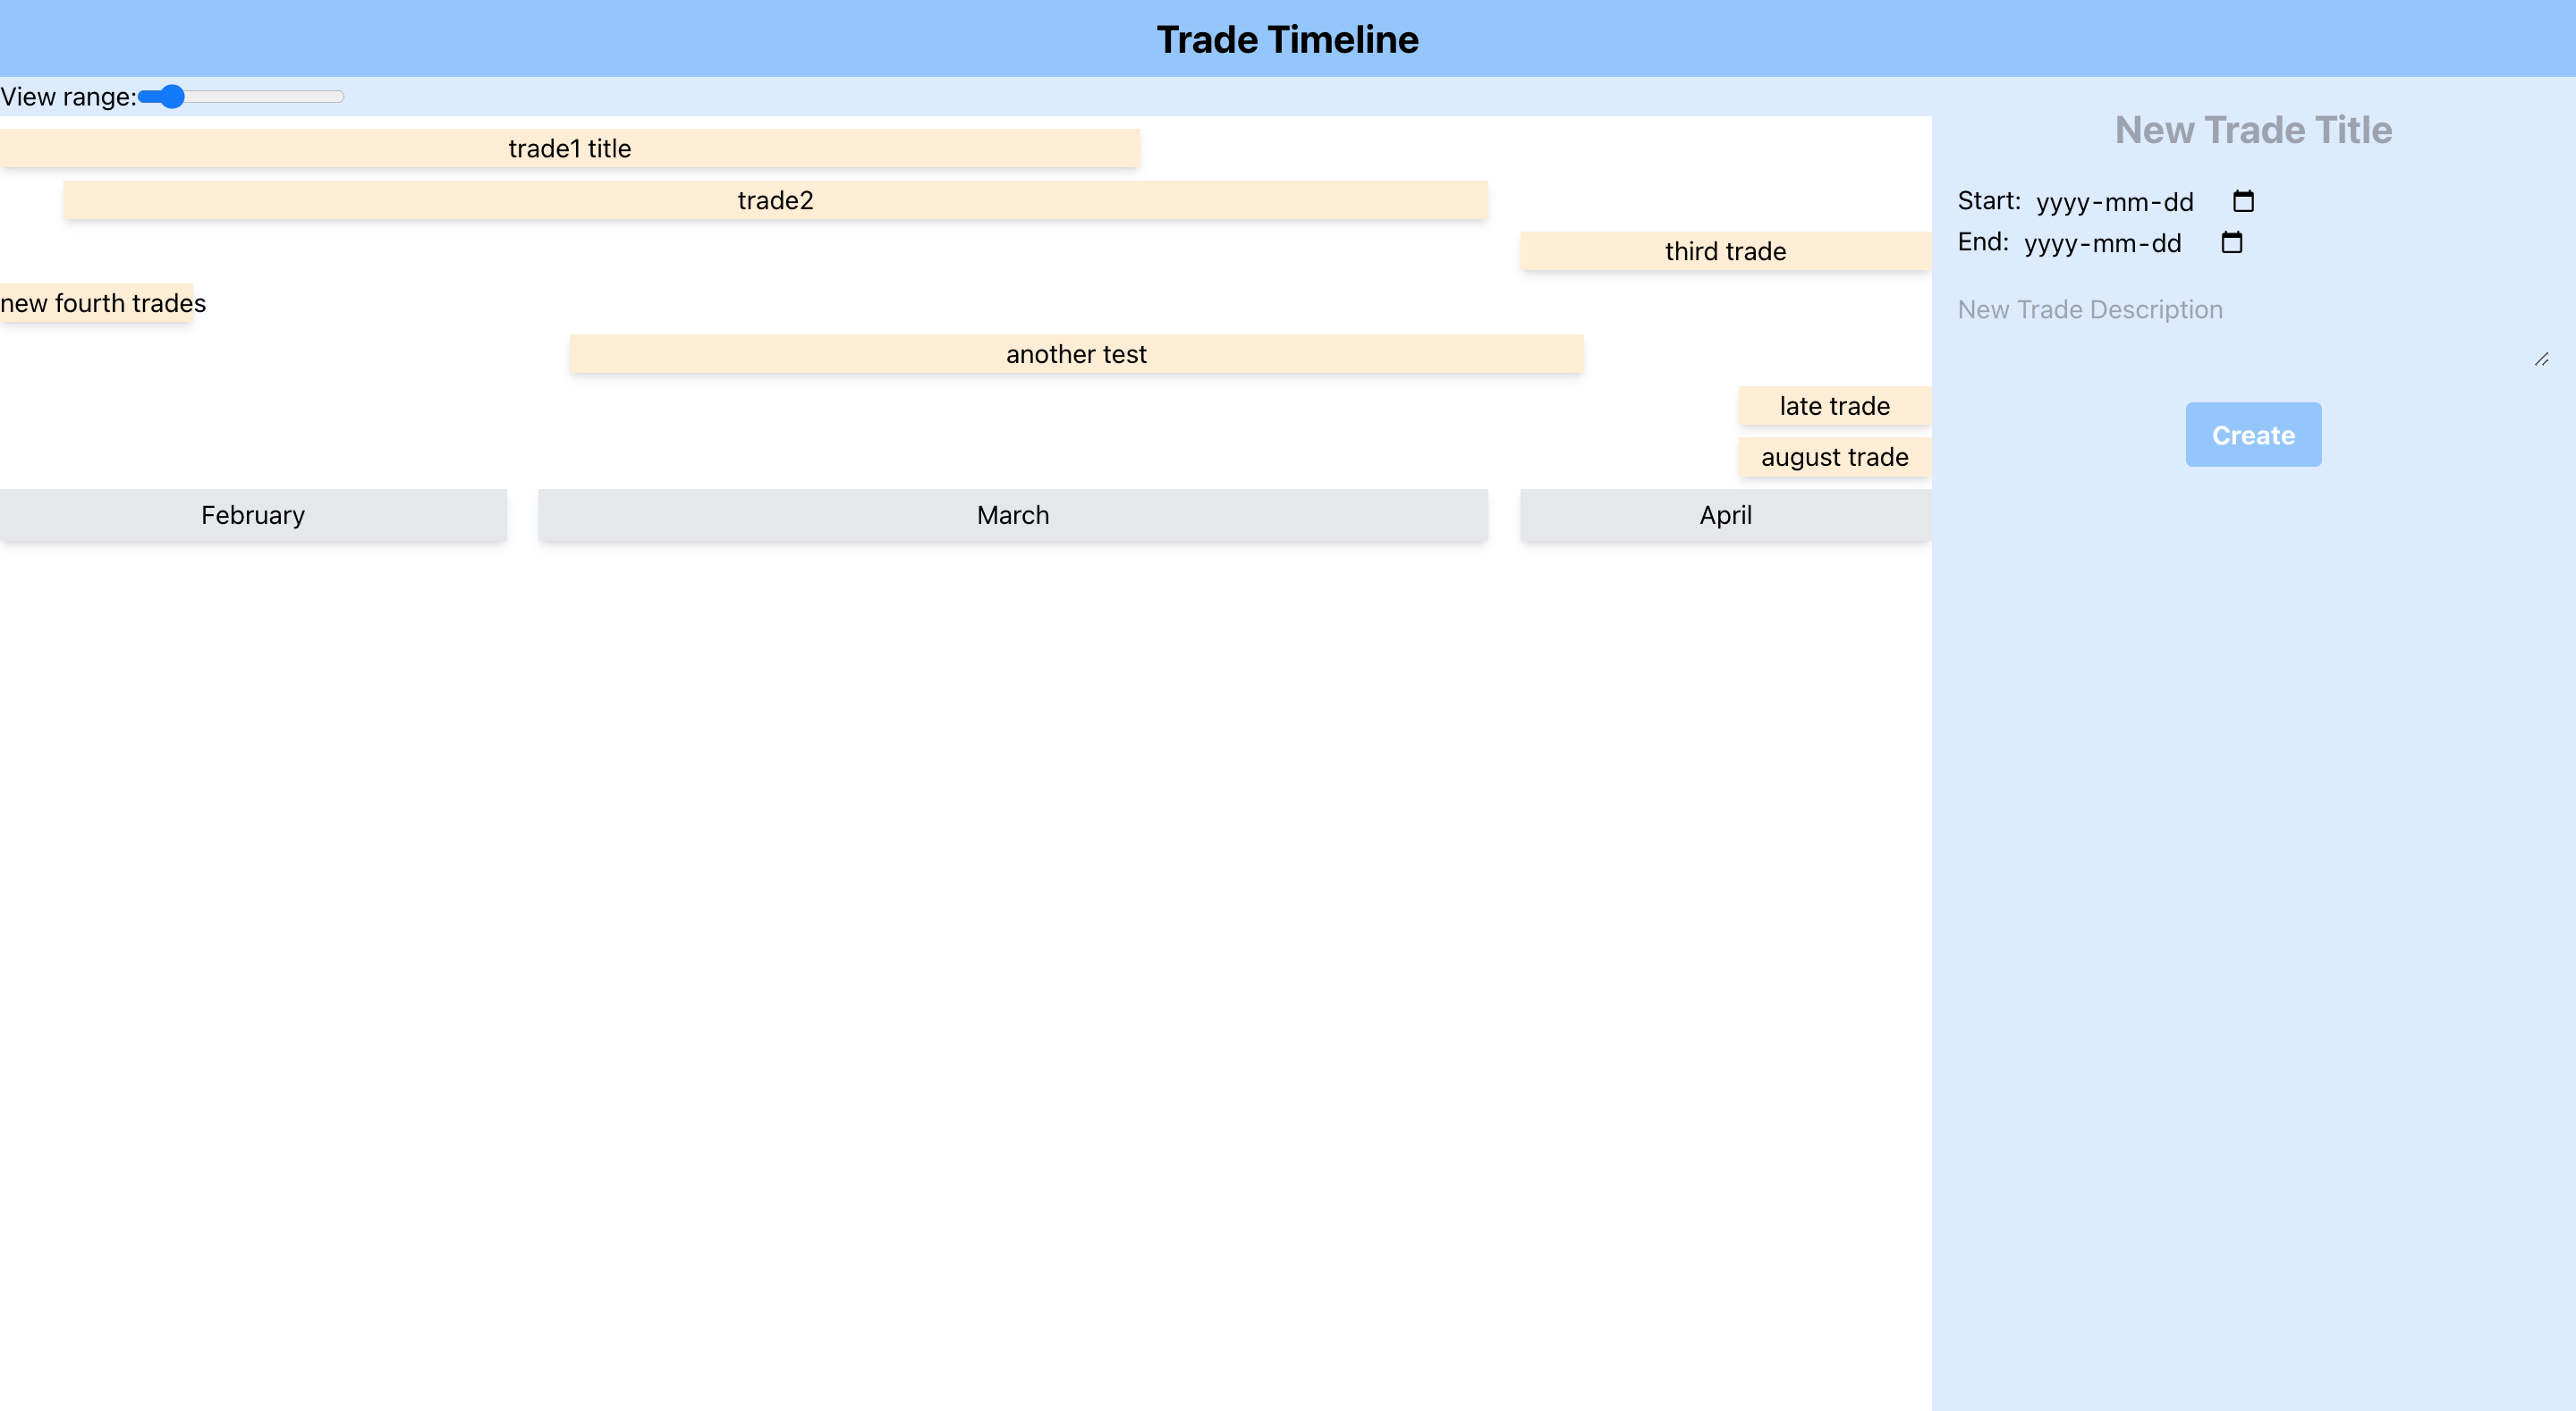 Trade Timeline
View range:
trade1 title
trade2
third trade
new fourth trades
another test
late trade
august trade
February
March
April
New Trade Title
Start: yyyy-mm-dd
End: yyyy-mm-dd
New Trade Description
Create